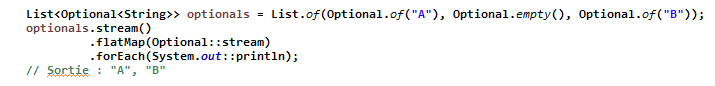 List<Optional<String>> optionals = List.of(Optional.of("A"), Optional.empty(), Optional.of("B"));
optionals.stream()
.flatMap(Optional::stream)
.forEach(System.out::println);
// Sortie : "A", "B"